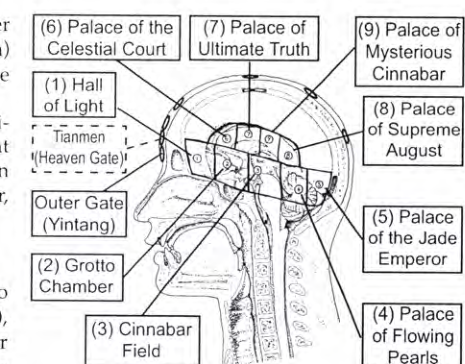 (6) Palace of the
Celestial Court
(7) Palace of
Ultimate Truth
(9) Palace of
Mysterious
Cinnabar
(1) Hall
of Light
(8) Palace
of Supreme
August
Tianmen
(Heaven Gate)
Outer Gate
(Yintang)
(5) Palace
of the Jade
Emperor
(2) Grotto
Chamber
(3) Cinnabar
Field
(4) Palace
of Flowing
Pearls